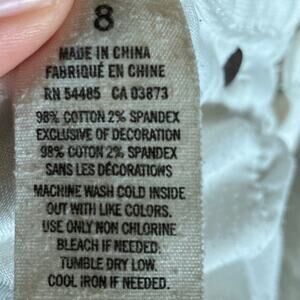 8
MADE IN CHINA
FABRIQUÉ EN CHINE
RN 54485 CA 03873
98% COTTON 2% SPANDEX
EXCLUSIVE OF DECORATION
98% COTON 2% SPANDEX
SANS LES DÉCORATIONS
MACHINE WASH COLD INSIDE
OUT WITH LIKE COLORS.
USE ONLY NON CHLORINE
BLEACH IF NEEDED.
TUMBLE DRY LOW.
COOL IRON IF NEEDED.